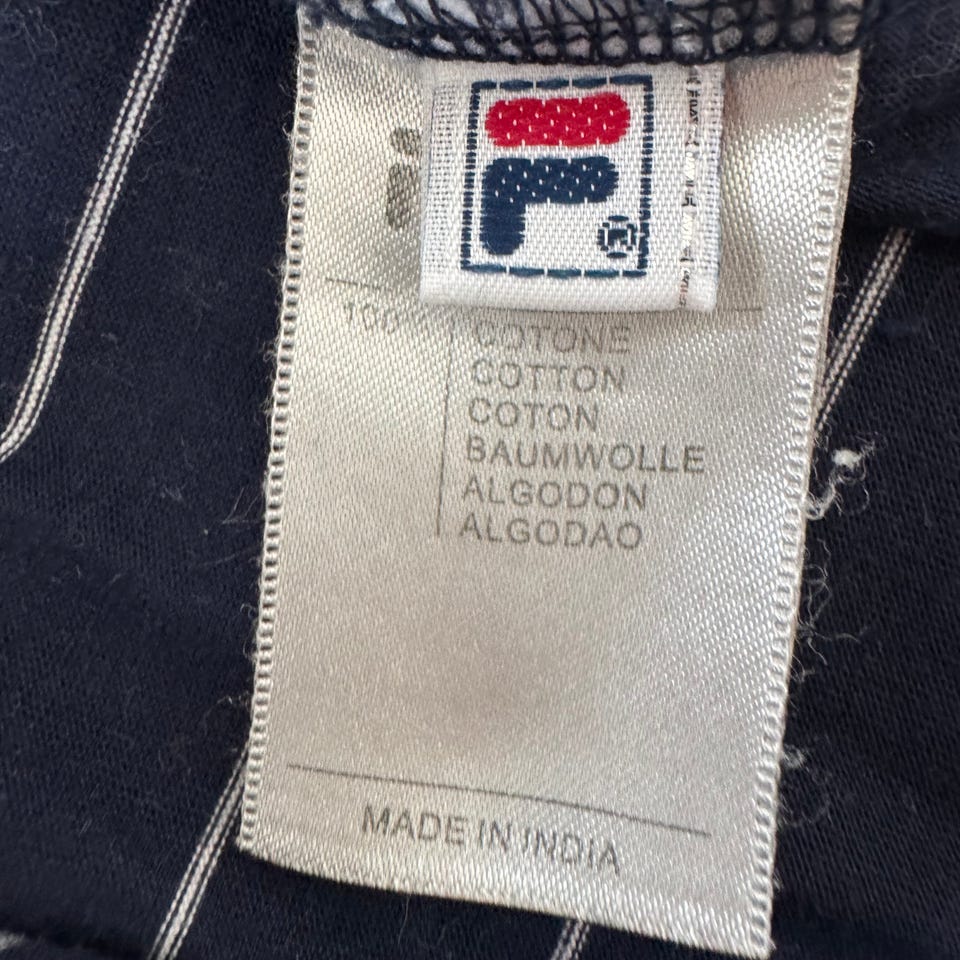 F
100
COTONE
COTTON
COTON
BAUMWOLLE
ALGODON
ALGODAO
MADE IN INDIA